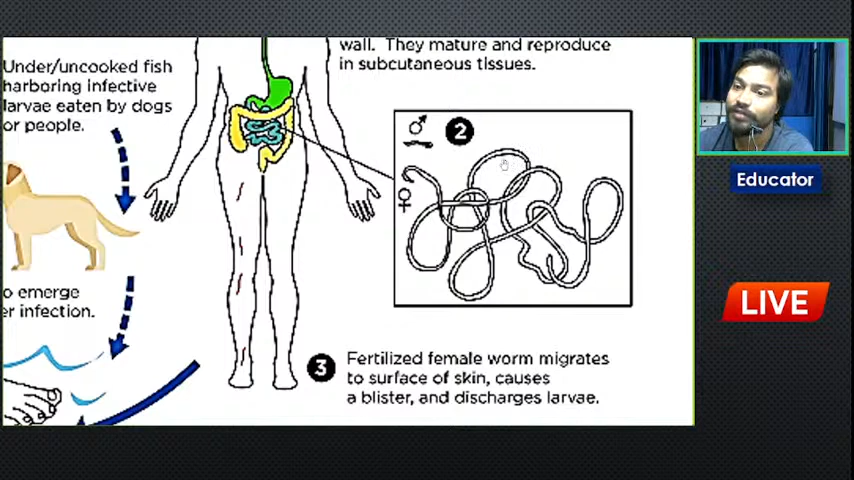 wall. They mature and reproduce
in subcutaneous tissues.
Under/uncooked fish
harboring infective
larvae eaten by dogs
or people.
♂
2
♀
o emerge
er infection.
3
Fertilized female worm migrates
to surface of skin, causes
a blister, and discharges larvae.
Educator
LIVE